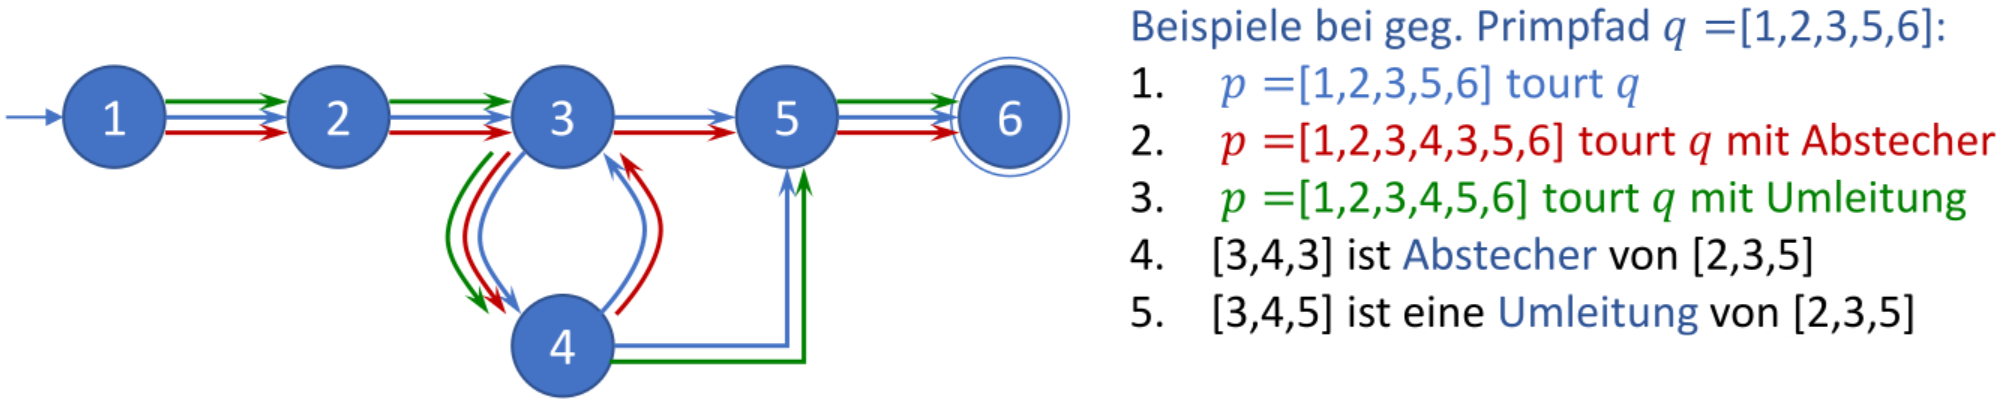 1
2
3
5
6
4
Beispiele bei geg. Primpfad q =[1,2,3,5,6]:
1. p =[1,2,3,5,6] tourt q
2. p =[1,2,3,4,3,5,6] tourt q mit Abstecher
3. p =[1,2,3,4,5,6] tourt q mit Umleitung
4. [3,4,3] ist Abstecher von [2,3,5]
5. [3,4,5] ist eine Umleitung von [2,3,5]